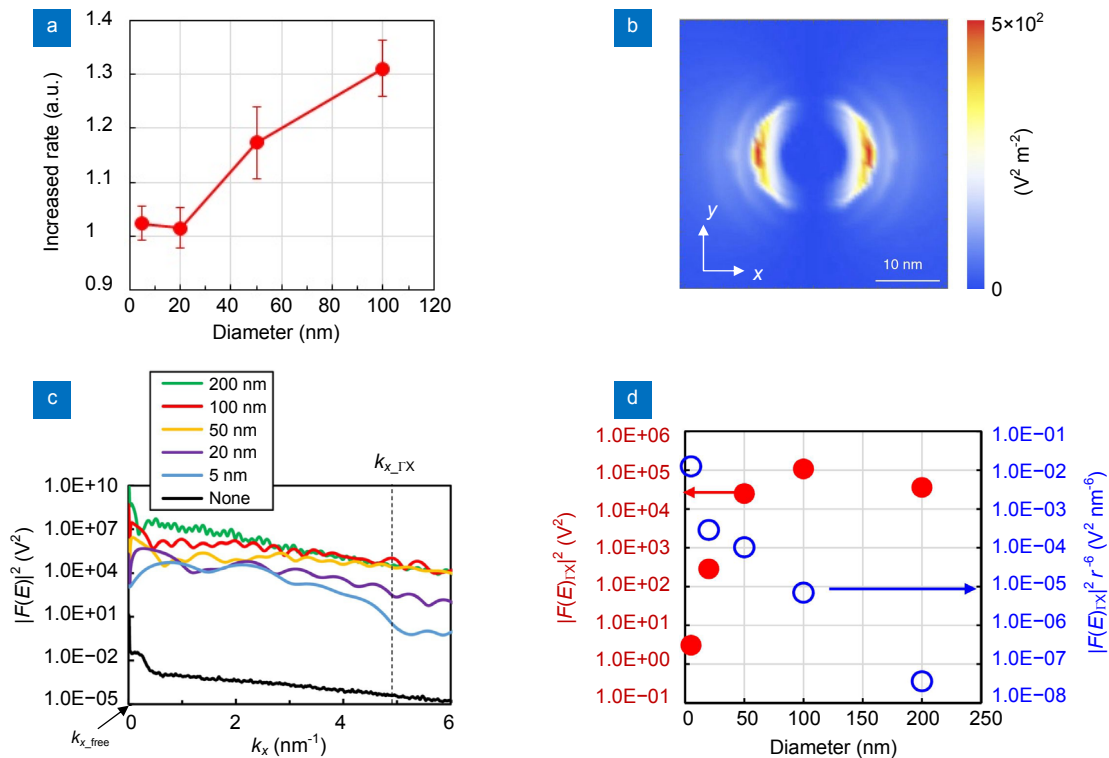 a
Increased rate (a.u.)
1.4
1.3
1.2
1.1
1
0.9
0 20 40 60 80 100 120
Diameter (nm)
b
y
x
10 nm
5×10²
0
(V² m⁻²)
c
200 nm
100 nm
50 nm
20 nm
5 nm
None
k_{x_ΓX}
|F(E)|² (V²)
1.0E+10
1.0E+07
1.0E+04
1.0E+01
1.0E−02
1.0E−05
0 2 4 6
k_{x_free}
k_x (nm⁻¹)
d
|F(E)_{ΓX}|² (V²)
1.0E+06
1.0E+05
1.0E+04
1.0E+03
1.0E+02
1.0E+01
1.0E+00
1.0E−01
1.0E−01
1.0E−02
1.0E−03
1.0E−04
1.0E−05
1.0E−06
1.0E−07
1.0E−08
|F(E)_{ΓX}|² r⁻⁶ (V² nm⁻⁶)
0 50 100 150 200 250
Diameter (nm)